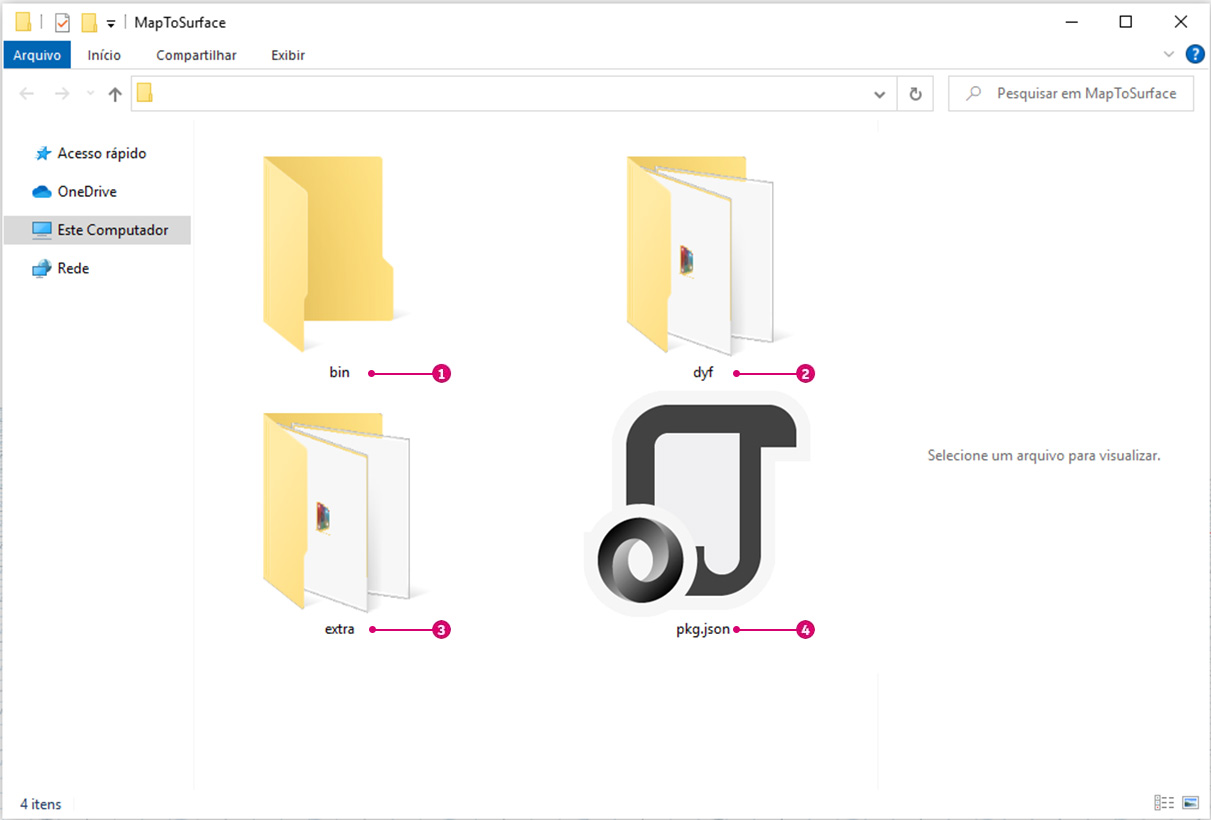 MapToSurface
Arquivo Início Compartilhar Exibir
?
Pesquisar em MapToSurface
Acesso rápido
OneDrive
Este Computador
Rede
bin 1
dyf 2
Selecione um arquivo para visualizar.
extra 3
pkg.json 4
4 itens